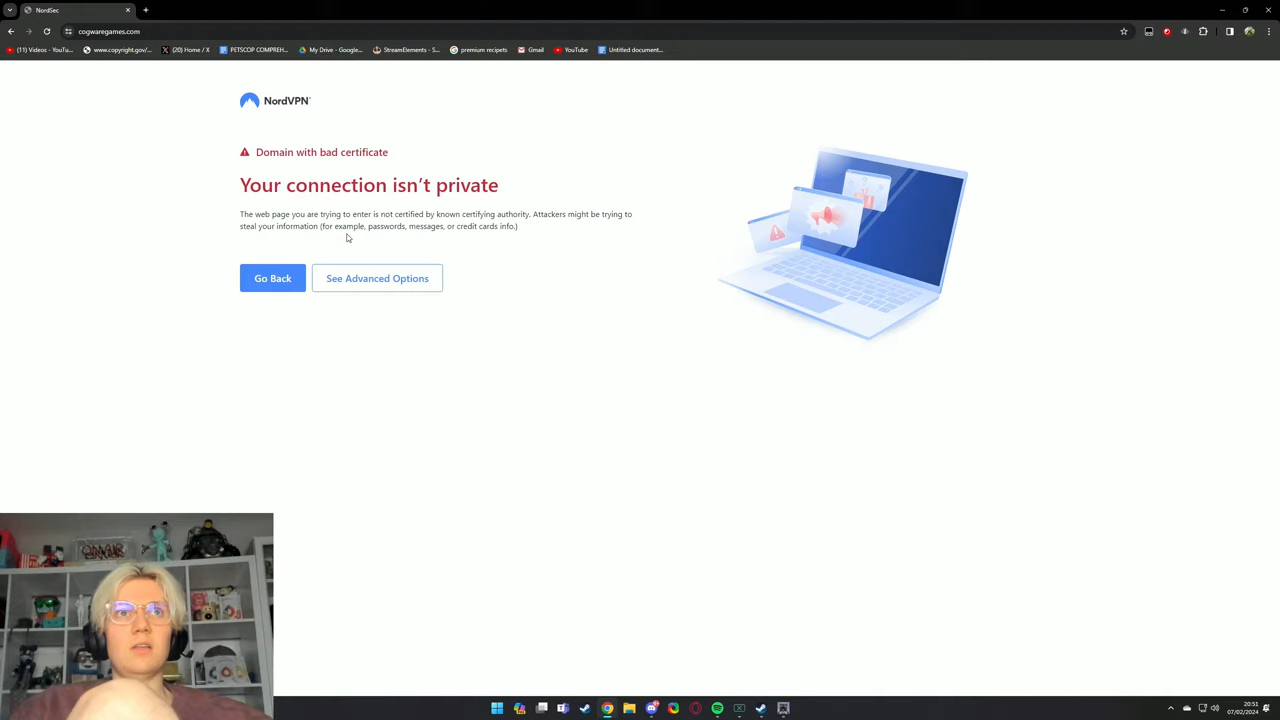 NordSec
cogwaregames.com
(11) Videos - YouTu...
www.copyright.gov/...
(20) Home / X
PETSCOP COMPREH...
My Drive - Google...
StreamElements - S...
premium recipets
Gmail
YouTube
Untitled document...
NordVPN®
Domain with bad certificate
Your connection isn't private
The web page you are trying to enter is not certified by known certifying authority. Attackers might be trying to
steal your information (for example, passwords, messages, or credit cards info.)
Go Back
See Advanced Options
ON AIR
20:51
07/02/2024